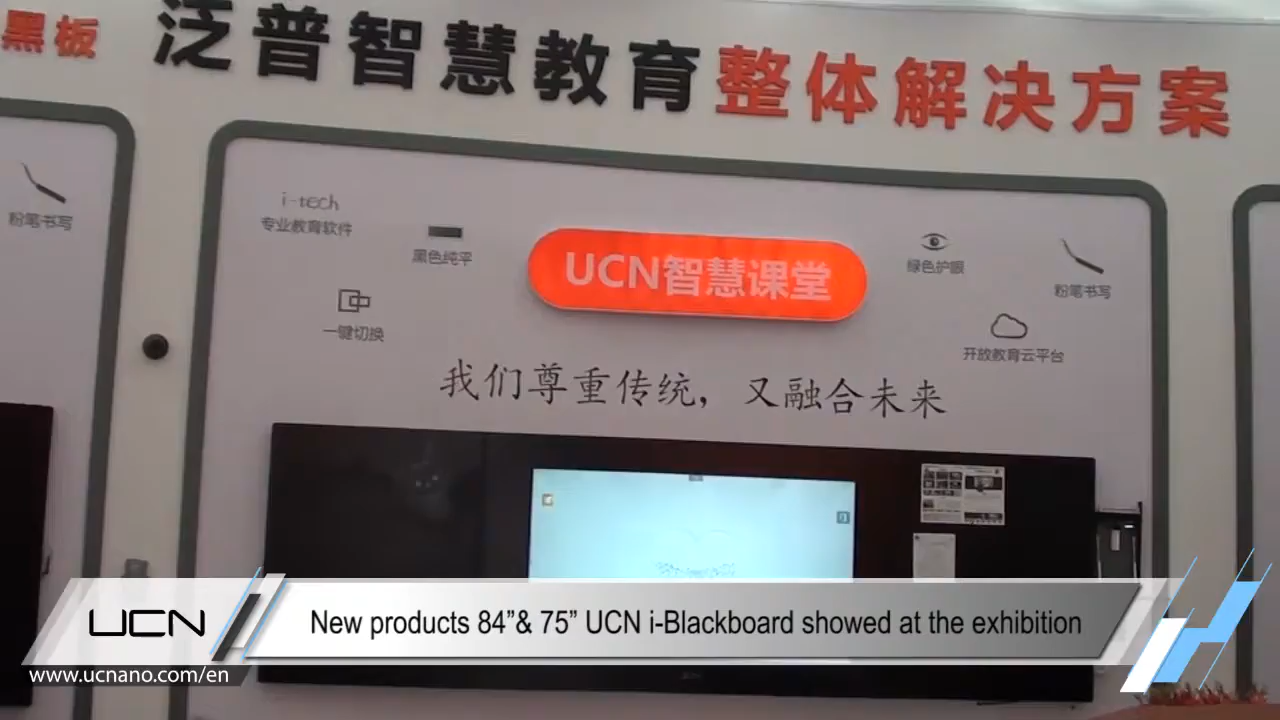 黑板
泛普智慧教育整体解决方案
粉笔书写
i-tech
专业教育软件
黑色纯平
一键切换
UCN智慧课堂
绿色护眼
粉笔书写
开放教育云平台
我们尊重传统，又融合未来
UCN
New products 84”& 75” UCN i-Blackboard showed at the exhibition
www.ucnano.com/en